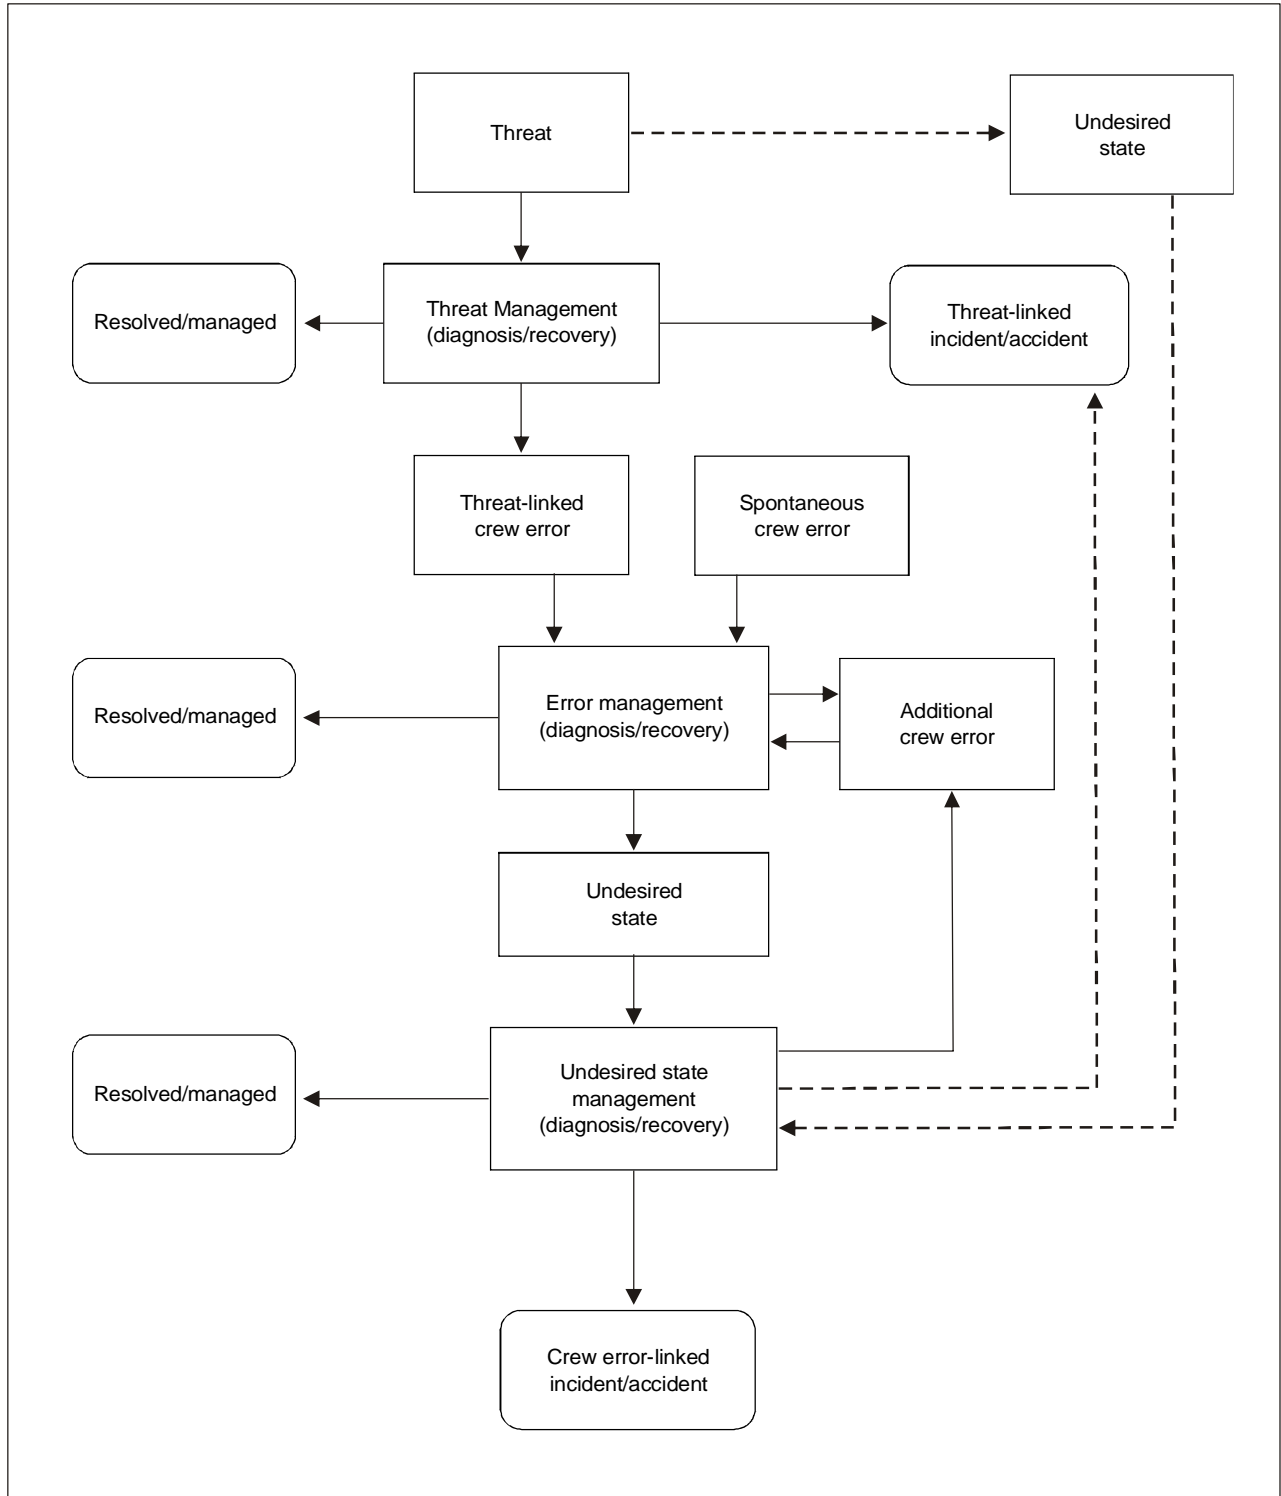 Threat
Undesired
state
Resolved/managed
Threat Management
(diagnosis/recovery)
Threat-linked
incident/accident
Threat-linked
crew error
Spontaneous
crew error
Resolved/managed
Error management
(diagnosis/recovery)
Additional
crew error
Undesired
state
Resolved/managed
Undesired state
management
(diagnosis/recovery)
Crew error-linked
incident/accident